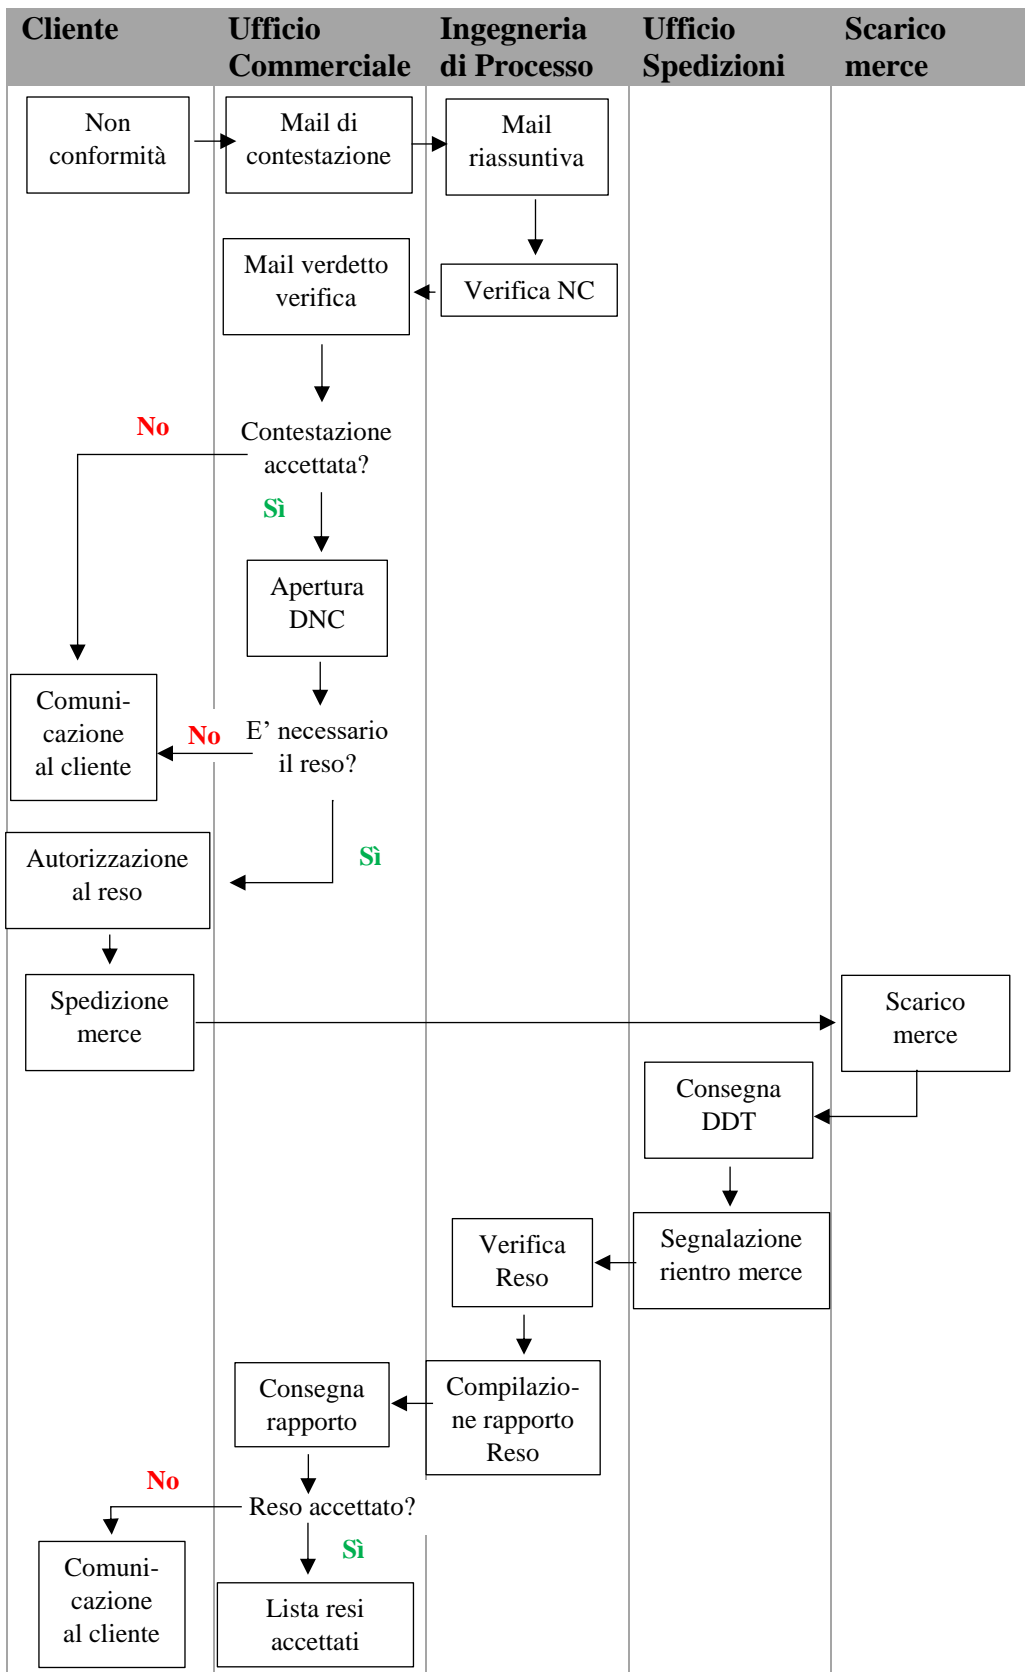 Cliente
Ufficio
Commerciale
Ingegneria
di Processo
Ufficio
Spedizioni
Scarico
merce
Non
conformità
Mail di
contestazione
Mail
riassuntiva
Mail verdetto
verifica
Verifica NC
No
Contestazione
accettata?
Sì
Apertura
DNC
Comuni-
cazione
al cliente
No
E’ necessario
il reso?
Sì
Autorizzazione
al reso
Spedizione
merce
Scarico
merce
Consegna
DDT
Verifica
Reso
Segnalazione
rientro merce
Consegna
rapporto
Compilazio-
ne rapporto
Reso
No
Reso accettato?
Sì
Comuni-
cazione
al cliente
Lista resi
accettati